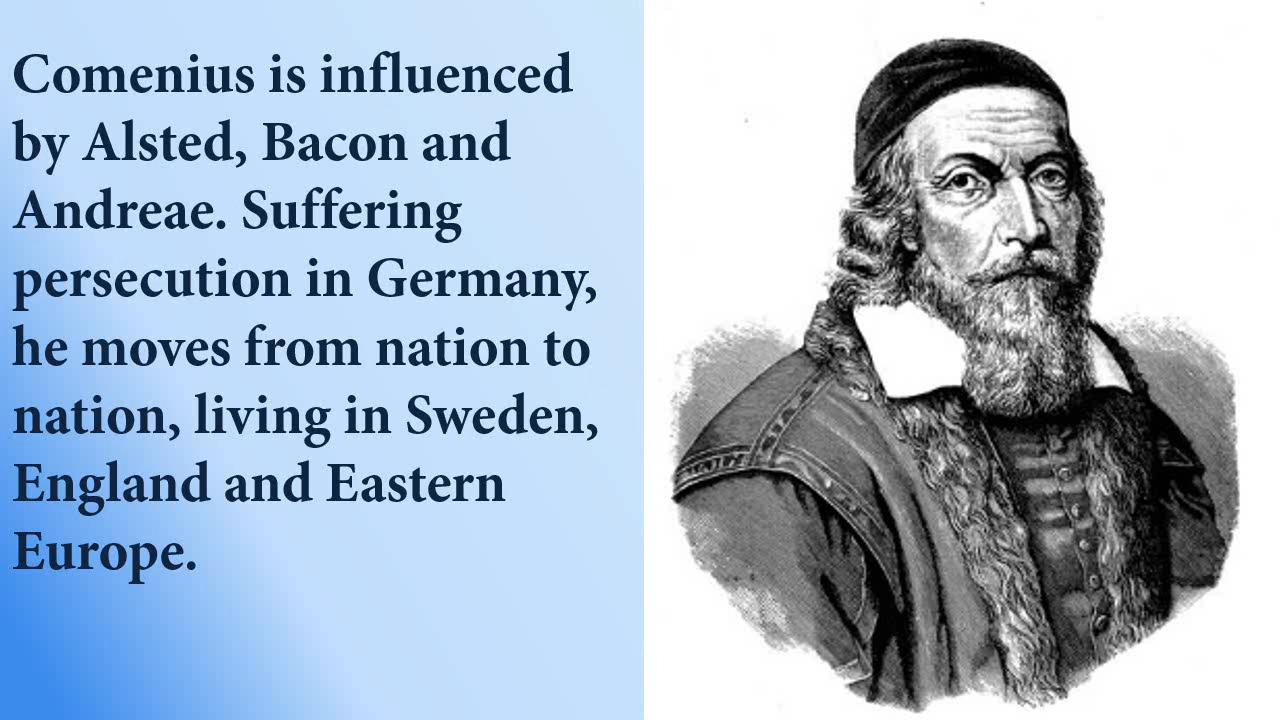 Comenius is influenced
by Alsted, Bacon and
Andreae. Suffering
persecution in Germany,
he moves from nation to
nation, living in Sweden,
England and Eastern
Europe.